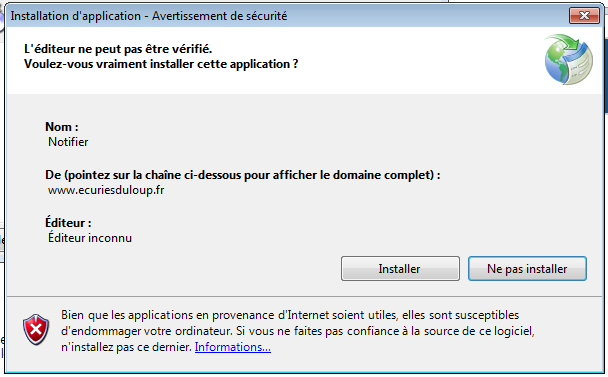 Installation d'application - Avertissement de sécurité
L'éditeur ne peut pas être vérifié.
Voulez-vous vraiment installer cette application ?
Nom :
Notifier
De (pointez sur la chaîne ci-dessous pour afficher le domaine complet) :
www.ecuriesduloup.fr
Éditeur :
Éditeur inconnu
Installer
Ne pas installer
Bien que les applications en provenance d'Internet soient utiles, elles sont susceptibles
d'endommager votre ordinateur. Si vous ne faites pas confiance à la source de ce logiciel,
n'installez pas ce dernier. Informations...